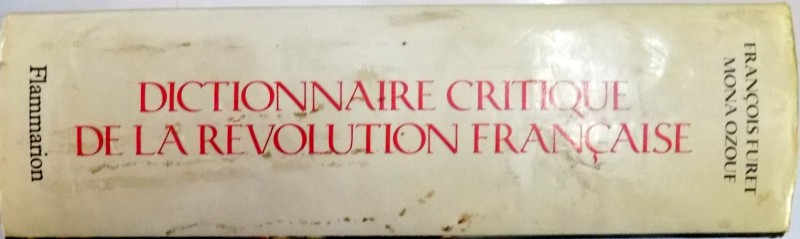 FRANÇOIS FURET
MONA OZOUF
DICTIONNAIRE CRITIQUE
DE LA RÉVOLUTION FRANÇAISE
Flammarion